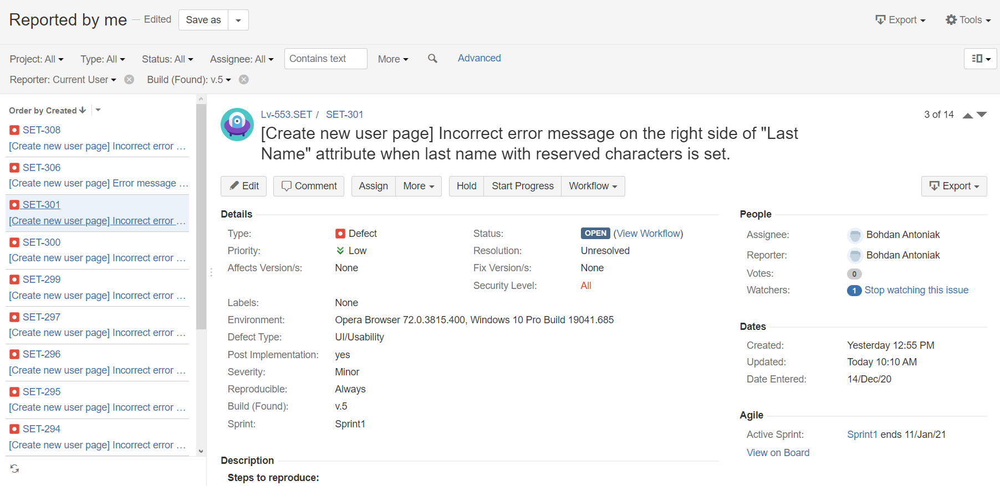 Reported by me — Edited Save as
Export Tools
Project: All Type: All Status: All Assignee: All Contains text More Advanced
Reporter: Current User Build (Found): v.5
Order by Created
SET-308
[Create new user page] Incorrect error …
SET-306
[Create new user page] Error message …
SET-301
[Create new user page] Incorrect error …
SET-300
[Create new user page] Incorrect error …
SET-299
[Create new user page] Incorrect error …
SET-297
[Create new user page] Incorrect error …
SET-296
[Create new user page] Incorrect error …
SET-295
[Create new user page] Incorrect error …
SET-294
[Create new user page] Incorrect error …
Lv-553.SET / SET-301
3 of 14
[Create new user page] Incorrect error message on the right side of "Last
Name" attribute when last name with reserved characters is set.
Edit Comment Assign More Hold Start Progress Workflow Export
Details
Type: Defect Status: OPEN (View Workflow)
Priority: Low Resolution: Unresolved
Affects Version/s: None Fix Version/s: None
Security Level: All
Labels: None
Environment: Opera Browser 72.0.3815.400, Windows 10 Pro Build 19041.685
Defect Type: UI/Usability
Post Implementation: yes
Severity: Minor
Reproducible: Always
Build (Found): v.5
Sprint: Sprint1
Description
Steps to reproduce:
People
Assignee: Bohdan Antoniak
Reporter: Bohdan Antoniak
Votes: 0
Watchers: 1 Stop watching this issue
Dates
Created: Yesterday 12:55 PM
Updated: Today 10:10 AM
Date Entered: 14/Dec/20
Agile
Active Sprint: Sprint1 ends 11/Jan/21
View on Board